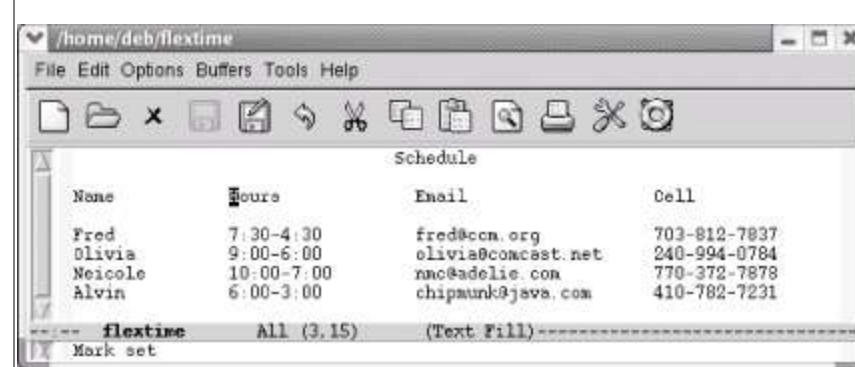 /home/deb/flextime
File Edit Options Buffers Tools Help
Schedule
Name Hours Email Cell
Fred 7:30-4:30 fred@ccm.org 703-812-7837
Olivia 9:00-6:00 olivia@comcast.net 240-994-0784
Neicole 10:00-7:00 nmc@adelie.com 770-372-7878
Alvin 6:00-3:00 chipmunk@java.com 410-782-7231
--:-- flextime All (3,15) (Text Fill)--------------------------------
Mark set